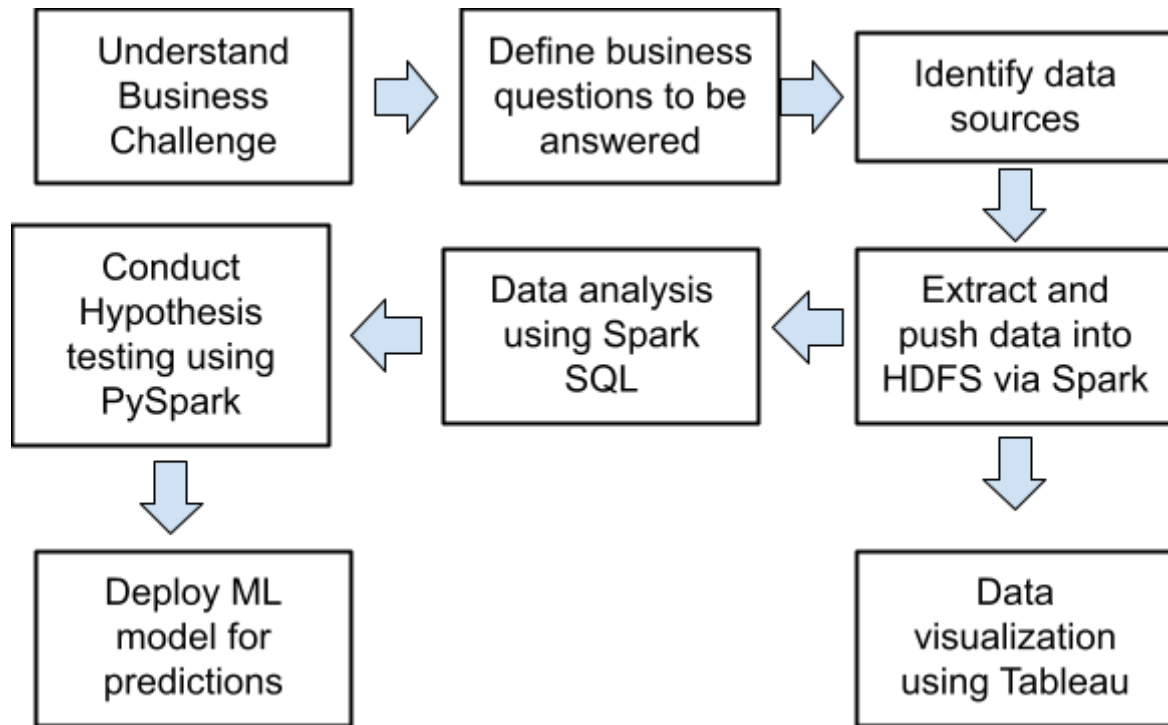 Understand
Business
Challenge
Define business
questions to be
answered
Identify data
sources
Extract and
push data into
HDFS via Spark
Data analysis
using Spark
SQL
Conduct
Hypothesis
testing using
PySpark
Deploy ML
model for
predictions
Data
visualization
using Tableau